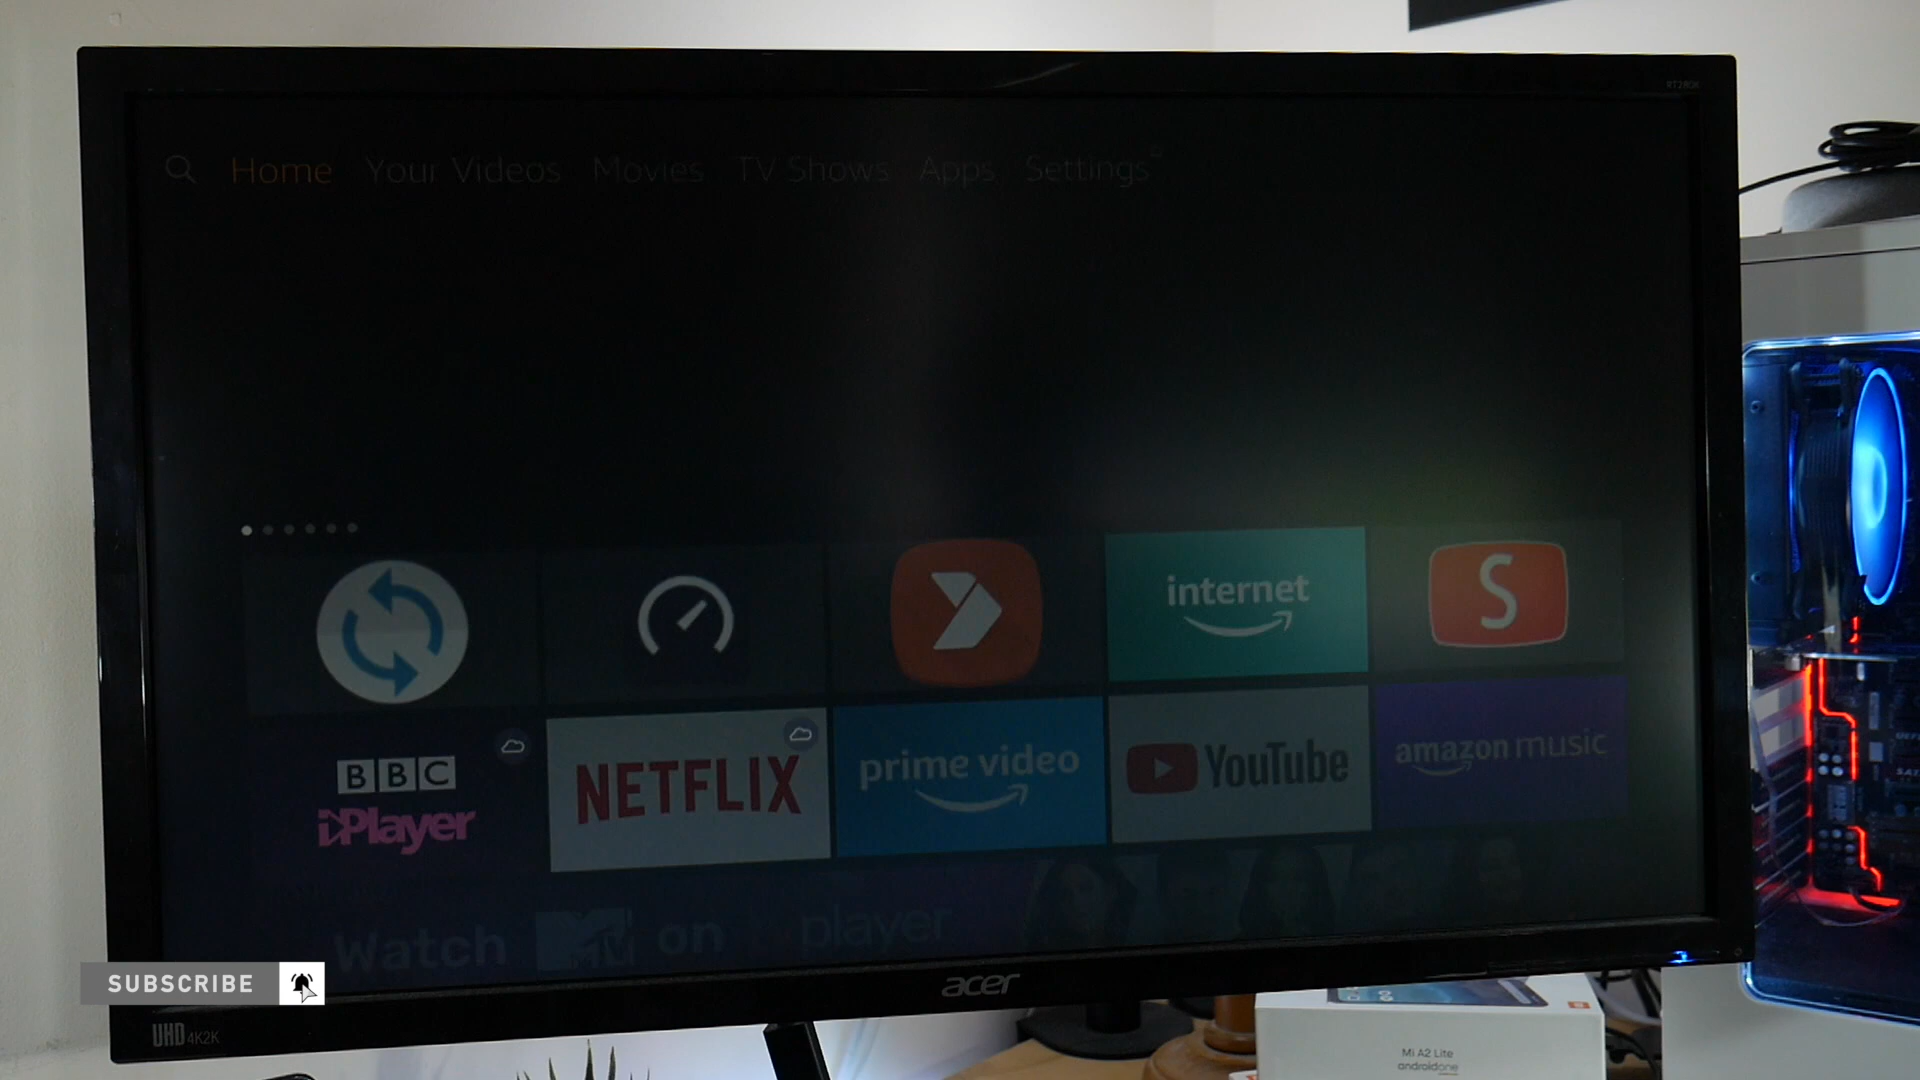 Home Your Videos Movies TV Shows Apps Settings
internet
S
BBC
iPlayer
NETFLIX
prime video
YouTube
amazon music
Watch MTV on player
acer
SUBSCRIBE
UHD 4K2K
Mi A2 Lite
androidone